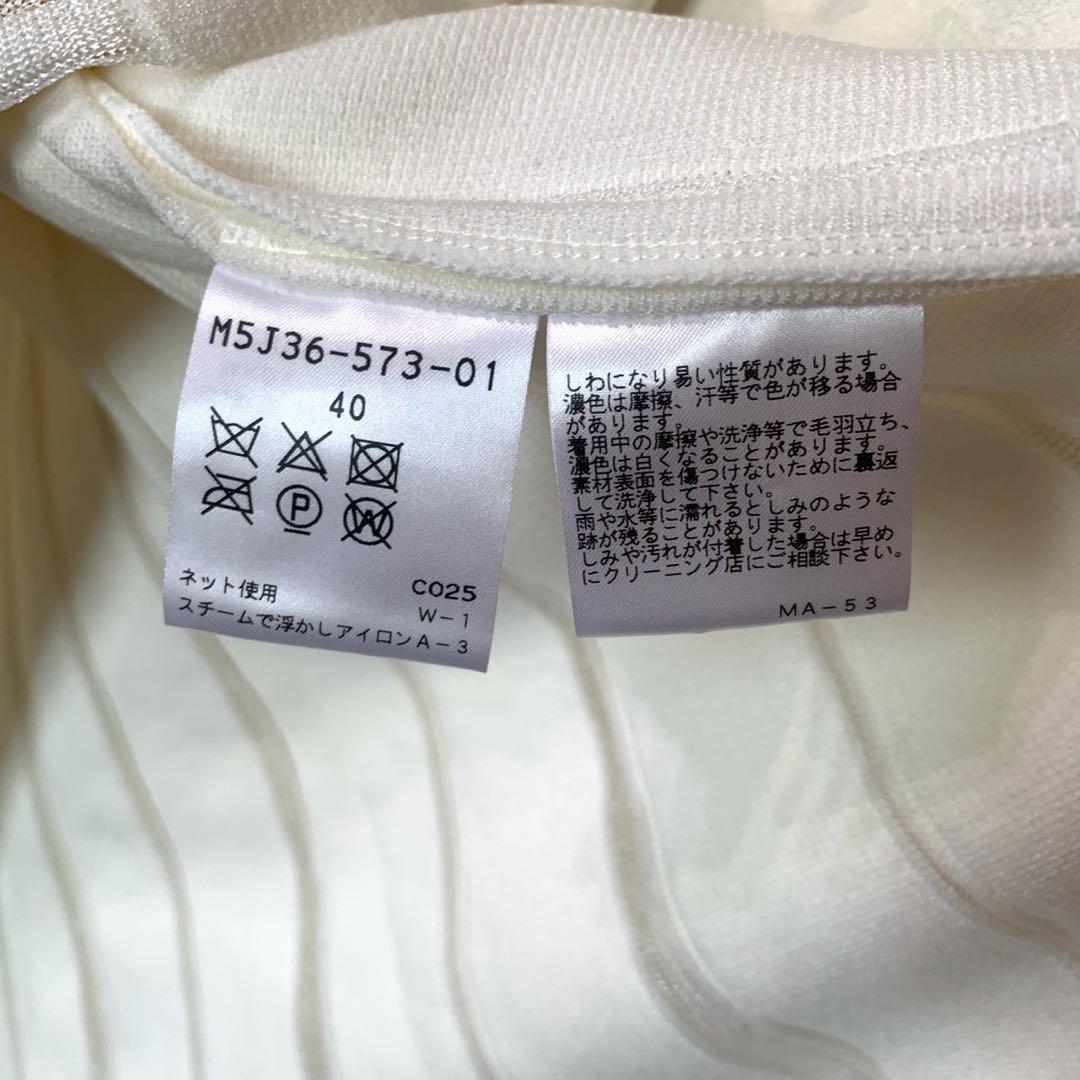 M5J36-573-01
40
P
W
ネット使用 C025
W-1
スチームで浮かしアイロンA-3
しわになり易い性質があります。
濃色は摩擦、汗等で色が移る場合
があります。
着用中の摩擦や洗浄等で毛羽立ち、
濃色は白くなることがあります。
素材表面を傷つけないために裏返
して洗浄して下さい。
雨や水等に濡れるとしみのような
跡が残ることがあります。
しみや汚れが付着した場合は早め
にクリーニング店にご相談下さい。
MA-53